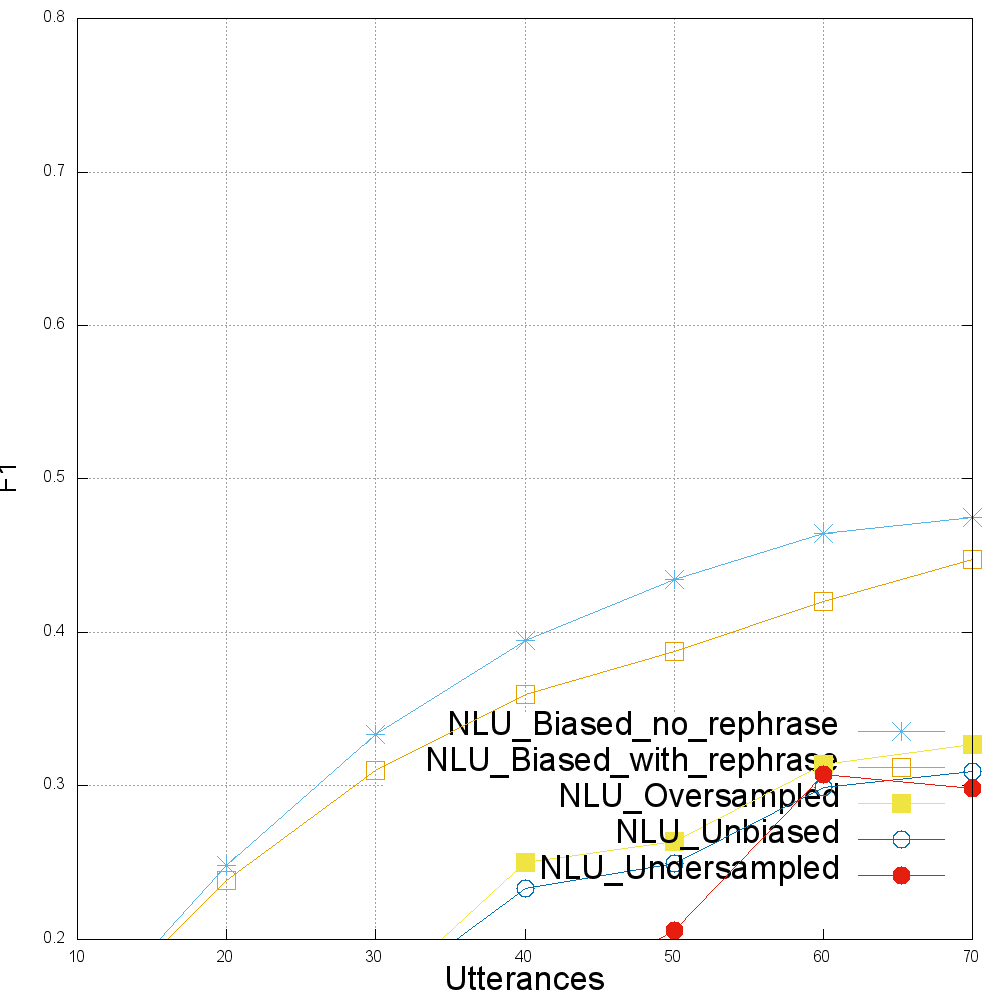 0.8
0.7
0.6
0.5
0.4
0.3
0.2
F1
NLU_Biased_no_rephrase
NLU_Biased_with_rephrase
NLU_Oversampled
NLU_Unbiased
NLU_Undersampled
10 20 30 40 50 60 70
Utterances